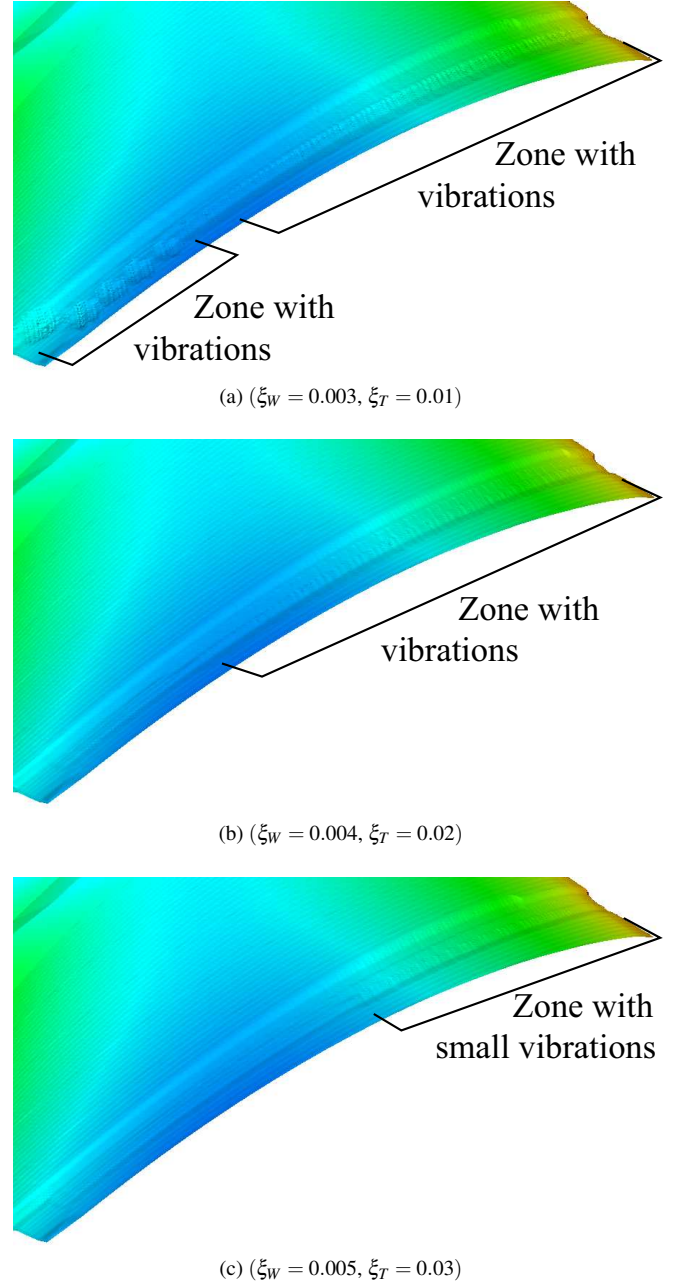 Zone with
vibrations
Zone with
vibrations
(a) (ξ_W = 0.003, ξ_T = 0.01)
Zone with
vibrations
(b) (ξ_W = 0.004, ξ_T = 0.02)
Zone with
small vibrations
(c) (ξ_W = 0.005, ξ_T = 0.03)